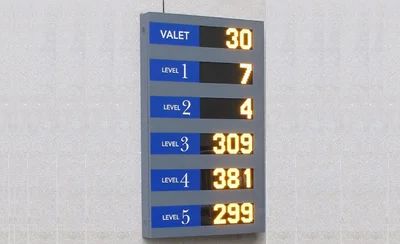 VALET 30
LEVEL 1 7
LEVEL 2 4
LEVEL 3 309
LEVEL 4 381
LEVEL 5 299